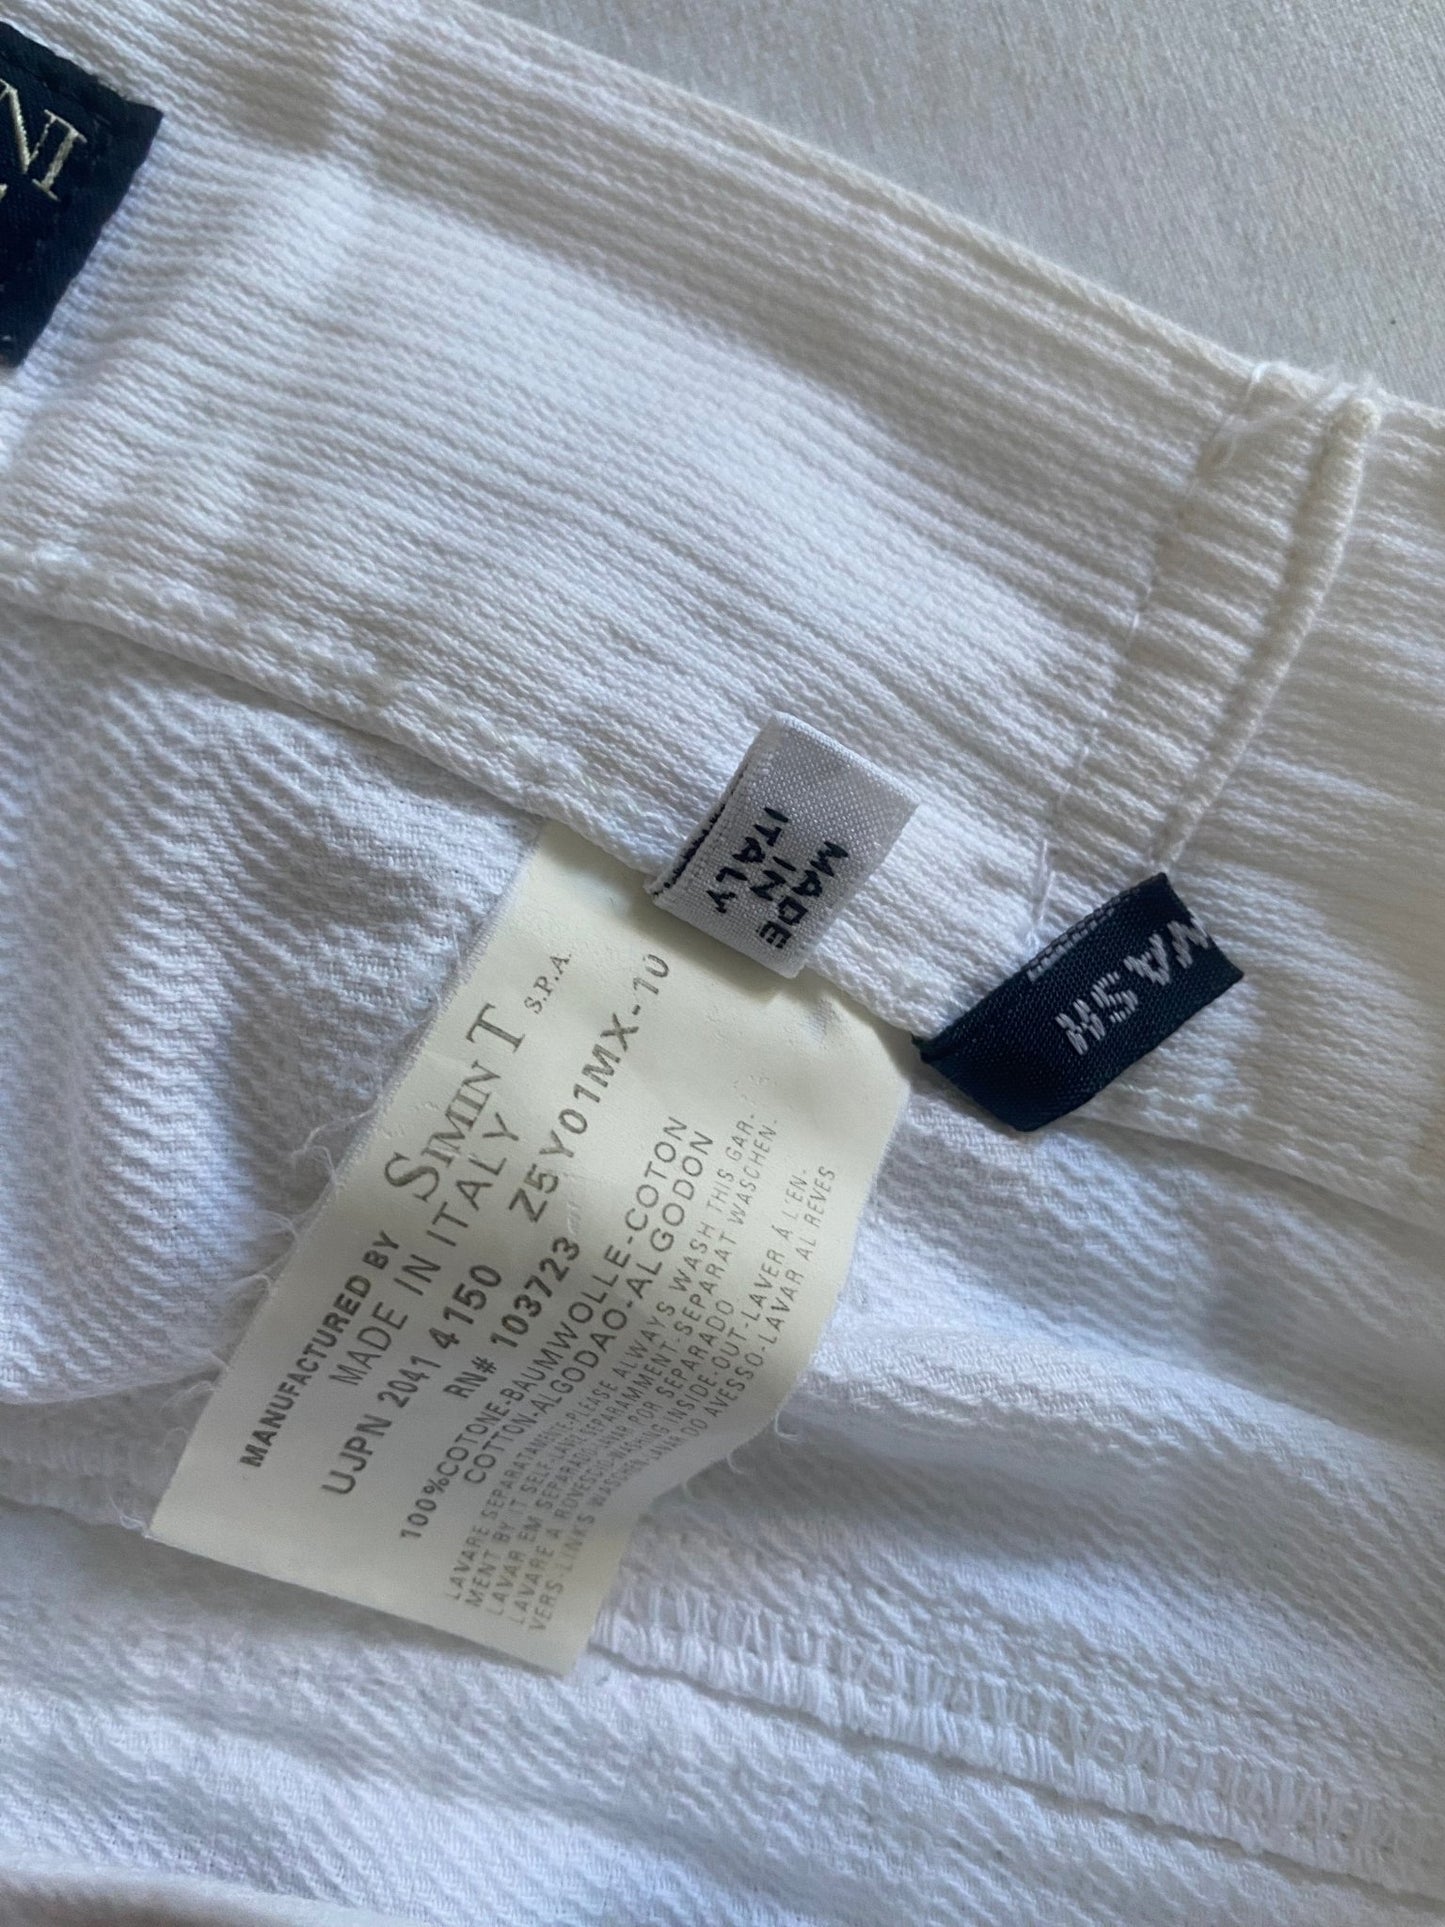 NI
MADE
IN
ITALY
WASH
MANUFACTURED BY SIMINT S.P.A.
MADE IN ITALY
UJPN 2041 4150 Z5Y01MX-10
RN# 103723
100%COTONE-BAUMWOLLE-COTON
COTTON-ALGODAO-ALGODON
LAVARE SEPARATAMENTE-PLEASE ALWAYS WASH THIS GAR-
MENT BY IT SELF-LAVER SEPARAMMENT-SEPARAT WASCHEN-
LAVAR EM SEPARADO-LAVAR POR SEPARADO
LAVARE A ROVESCIO-WASHING INSIDE-OUT-LAVER Á L'EN-
VERS-LINKS WASCHEN-LAVAR DO AVESSO-LAVAR AL REVES